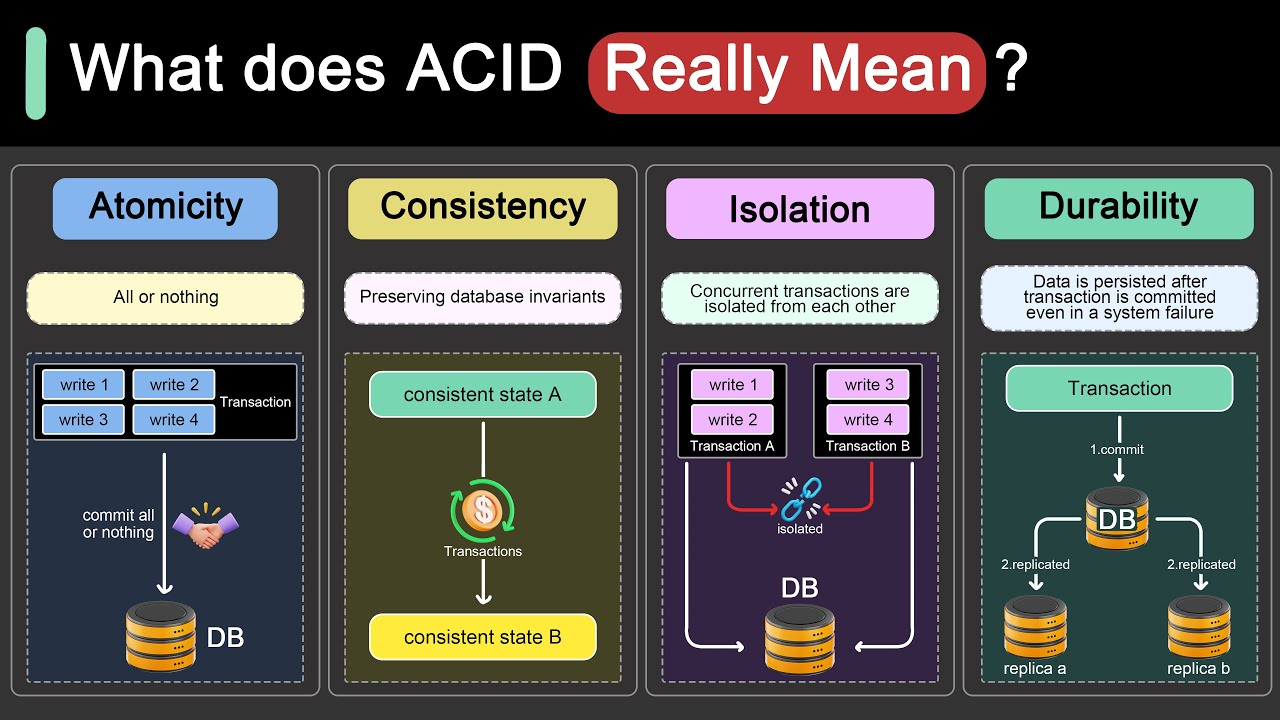 What does ACID Really Mean ?
Atomicity
All or nothing
write 1 write 2
write 3 write 4
Transaction
commit all
or nothing
DB
Consistency
Preserving database invariants
consistent state A
$
Transactions
consistent state B
Isolation
Concurrent transactions are
isolated from each other
write 1
write 2
Transaction A
write 3
write 4
Transaction B
isolated
DB
Durability
Data is persisted after
transaction is committed
even in a system failure
Transaction
1.commit
DB
2.replicated
2.replicated
replica a
replica b